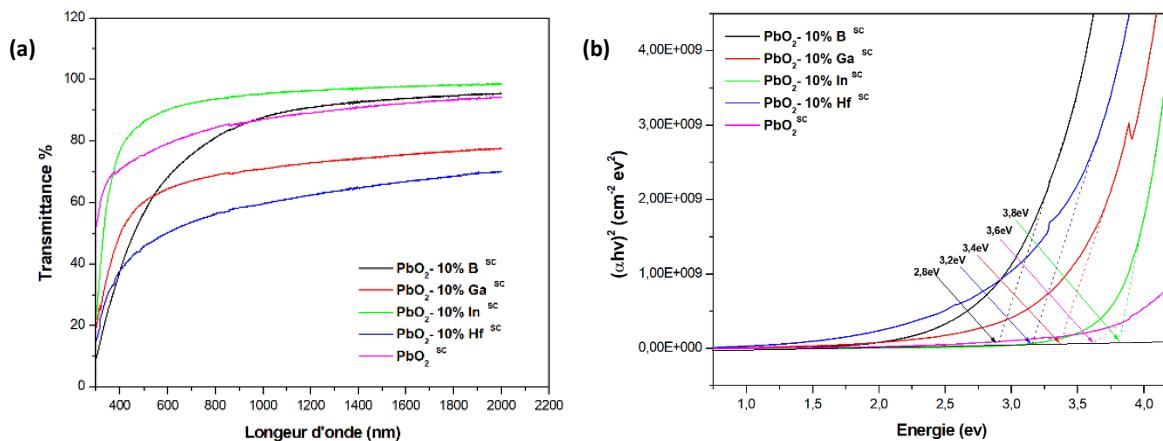 (a)
Transmittance %
120
100
80
60
40
20
0
400 600 800 1000 1200 1400 1600 1800 2000 2200
Longeur d'onde (nm)
PbO2- 10% B SC
PbO2- 10% Ga SC
PbO2- 10% In SC
PbO2- 10% Hf SC
PbO2 SC
(b)
(αhv)2 (cm-2 ev2)
4,00E+009
3,00E+009
2,00E+009
1,00E+009
0,00E+000
1,0 1,5 2,0 2,5 3,0 3,5 4,0
Energie (ev)
PbO2- 10% B SC
PbO2- 10% Ga SC
PbO2- 10% In SC
PbO2- 10% Hf SC
PbO2 SC
3,8eV
3,6eV
3,4eV
3,2eV
2,8eV